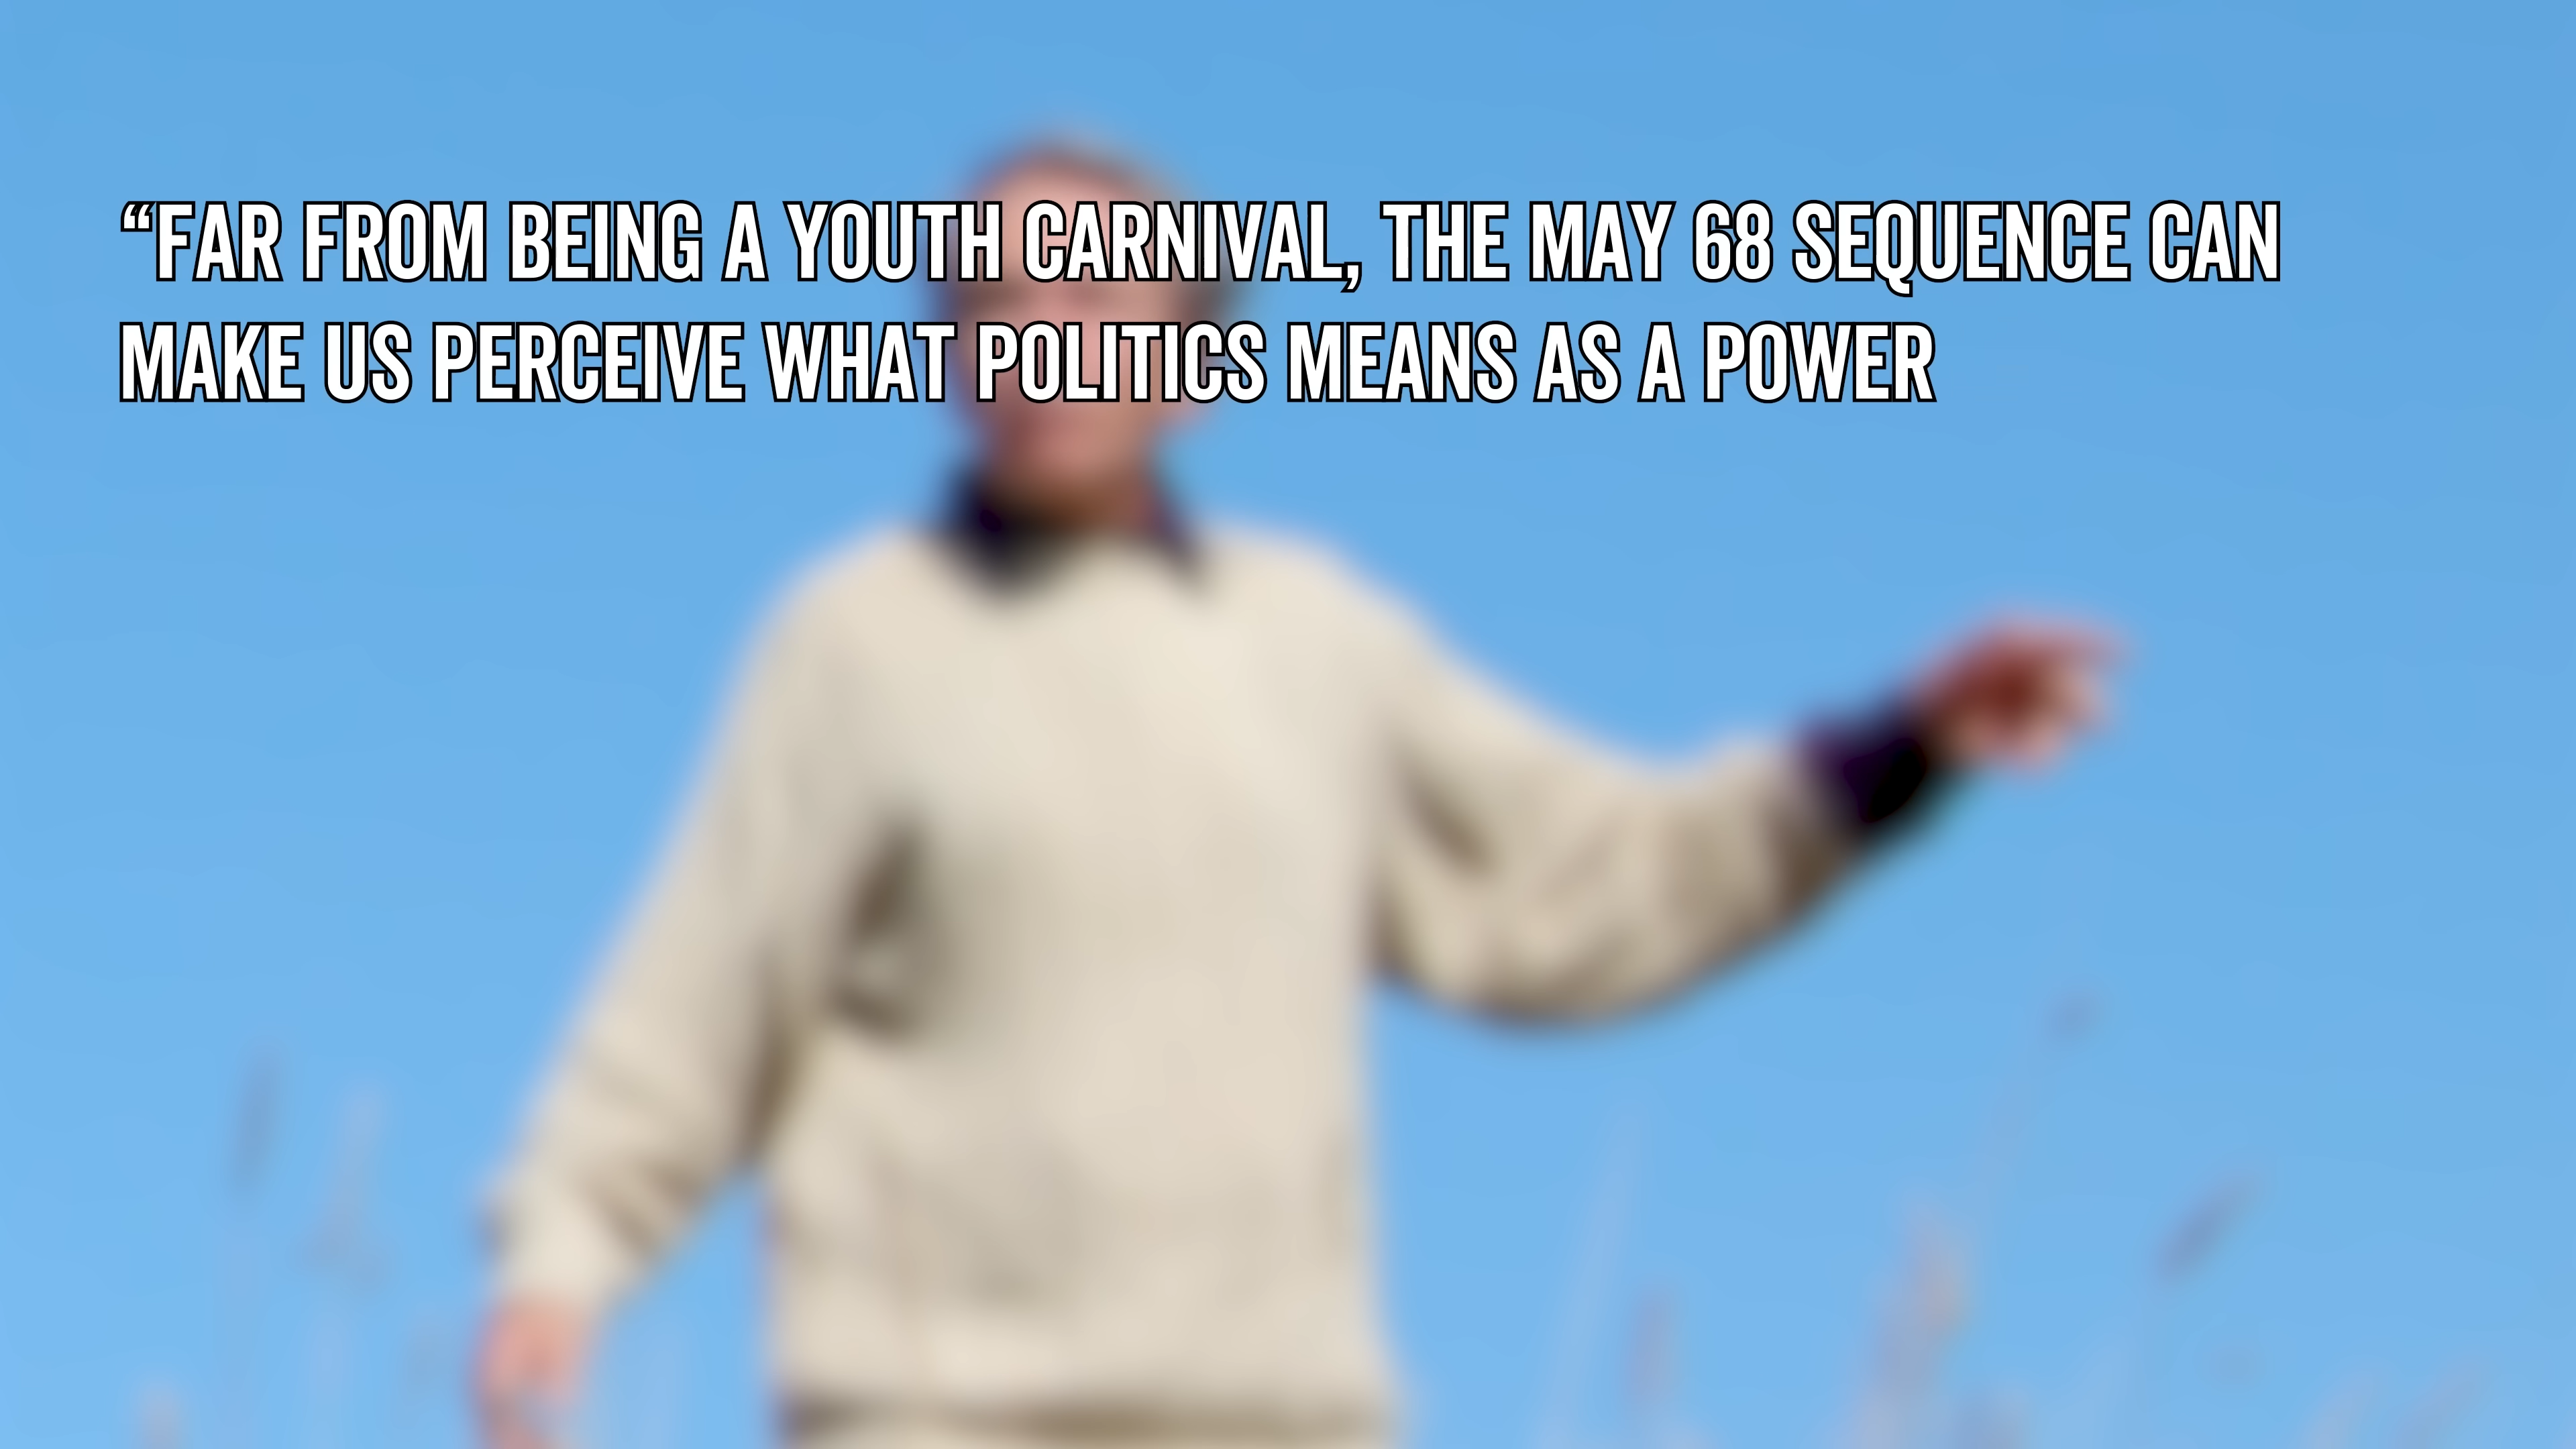 “FAR FROM BEING A YOUTH CARNIVAL, THE MAY 68 SEQUENCE CAN
MAKE US PERCEIVE WHAT POLITICS MEANS AS A POWER